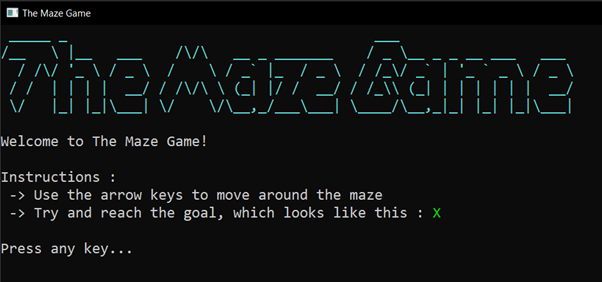 The Maze Game
The Maze Game
Welcome to The Maze Game!
Instructions :
-> Use the arrow keys to move around the maze
-> Try and reach the goal, which looks like this : X
Press any key...